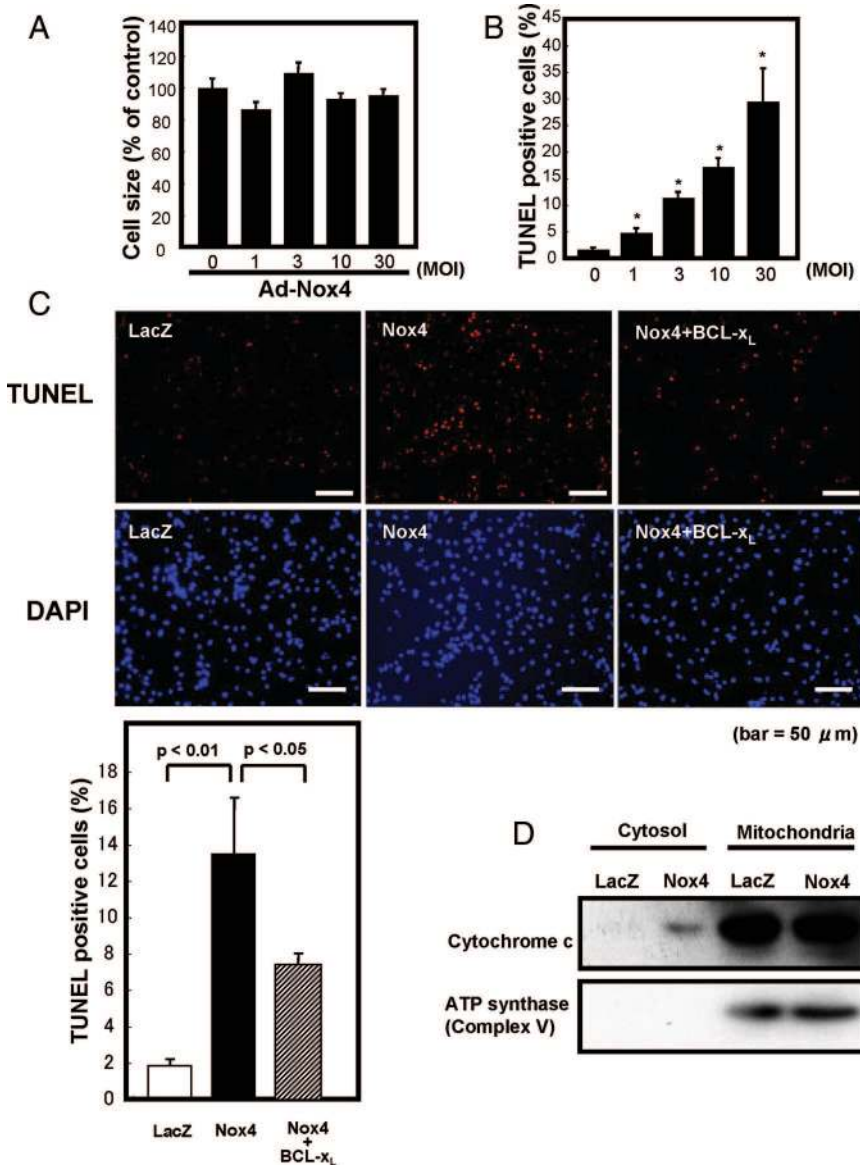 A
Cell size (% of control)
140
120
100
80
60
40
20
0
0 1 3 10 30 (MOI)
Ad-Nox4
B
TUNEL positive cells (%)
45
40
35
30
25
20
15
10
5
0
* * * *
0 1 3 10 30 (MOI)
C
TUNEL
LacZ Nox4 Nox4+BCL-xL
DAPI
LacZ Nox4 Nox4+BCL-xL
(bar = 50 μm)
TUNEL positive cells (%)
p < 0.01 p < 0.05
18
16
14
12
10
8
6
4
2
0
LacZ Nox4 Nox4
+
BCL-xL
D
Cytosol Mitochondria
LacZ Nox4 LacZ Nox4
Cytochrome c
ATP synthase
(Complex V)